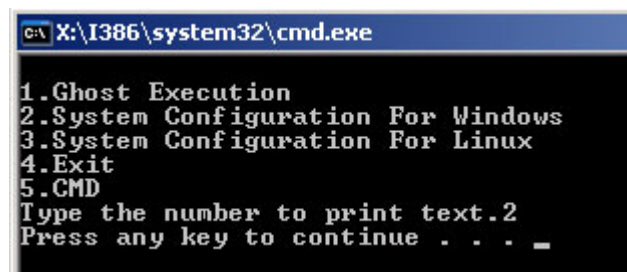 X:\I386\system32\cmd.exe
1.Ghost Execution
2.System Configuration For Windows
3.System Configuration For Linux
4.Exit
5.CMD
Type the number to print text.2
Press any key to continue . . . _